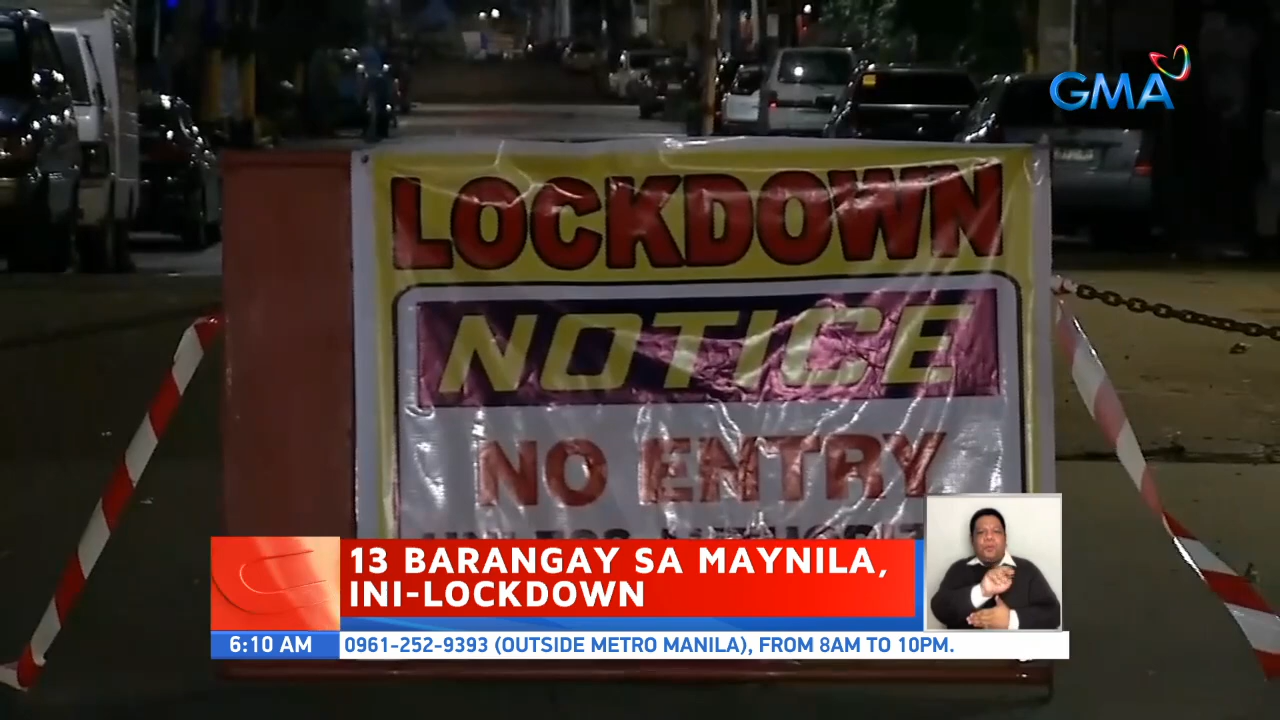 GMA
LOCKDOWN
NOTICE
NO ENTRY
13 BARANGAY SA MAYNILA,
INI-LOCKDOWN
6:10 AM
0961-252-9393 (OUTSIDE METRO MANILA), FROM 8AM TO 10PM.